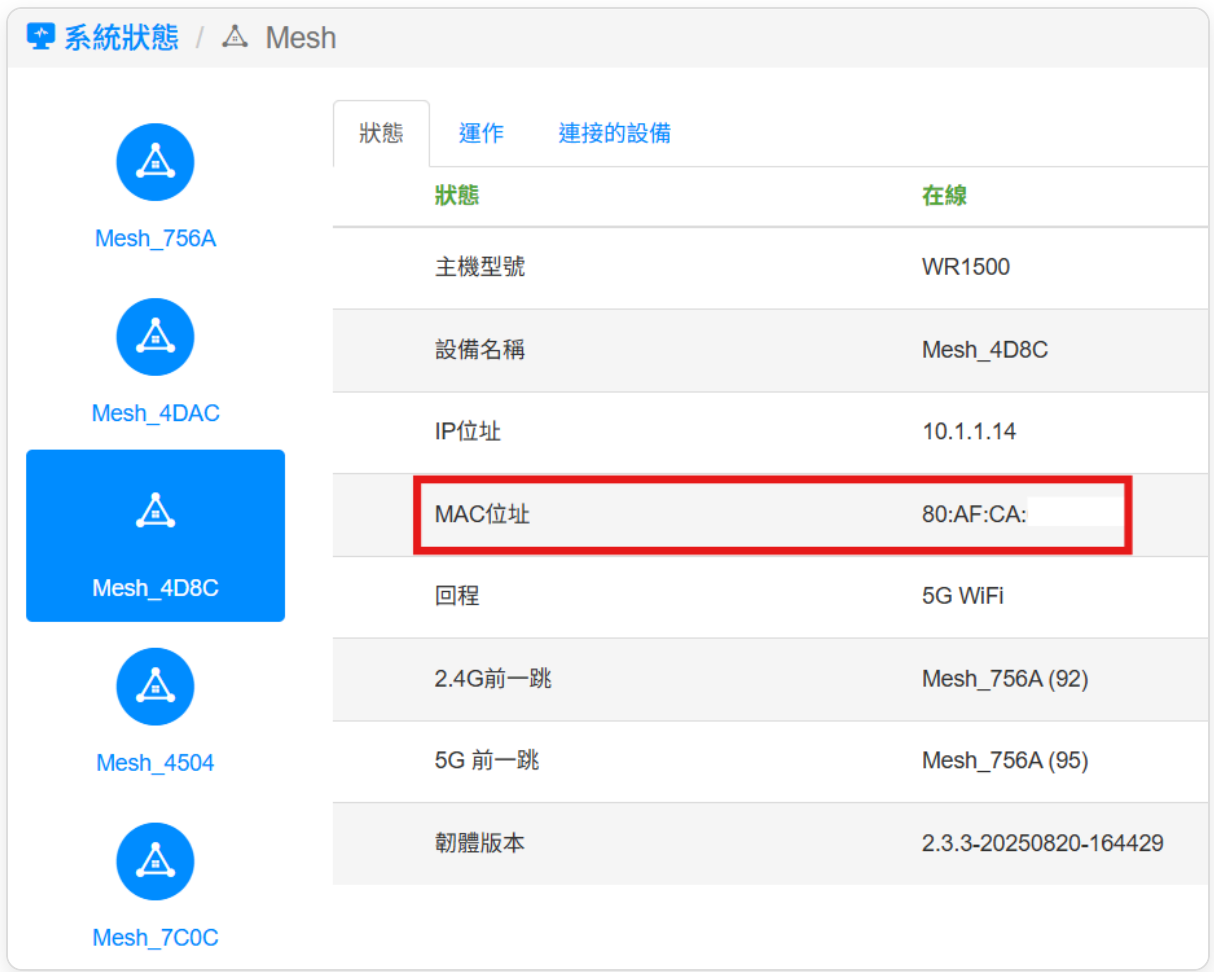 系統狀態 / Mesh
Mesh_756A
Mesh_4DAC
Mesh_4D8C
Mesh_4504
Mesh_7C0C
狀態 運作 連接的設備
狀態 在線
主機型號 WR1500
設備名稱 Mesh_4D8C
IP位址 10.1.1.14
MAC位址 80:AF:CA:
回程 5G WiFi
2.4G前一跳 Mesh_756A (92)
5G 前一跳 Mesh_756A (95)
韌體版本 2.3.3-20250820-164429